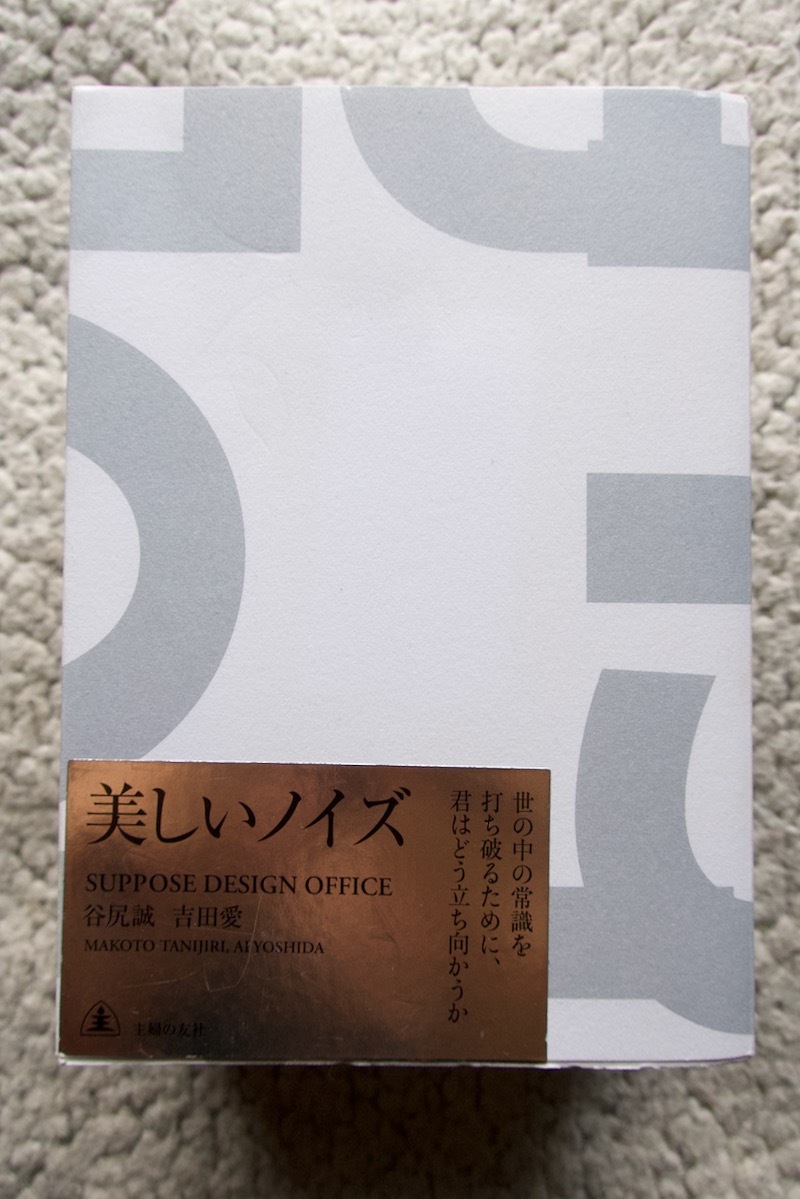 美しいノイズ
SUPPOSE DESIGN OFFICE
谷尻誠 吉田愛
MAKOTO TANIJIRI, AI YOSHIDA
主婦の友社
世の中の常識を
打ち破るために、
君はどう立ち向かうか